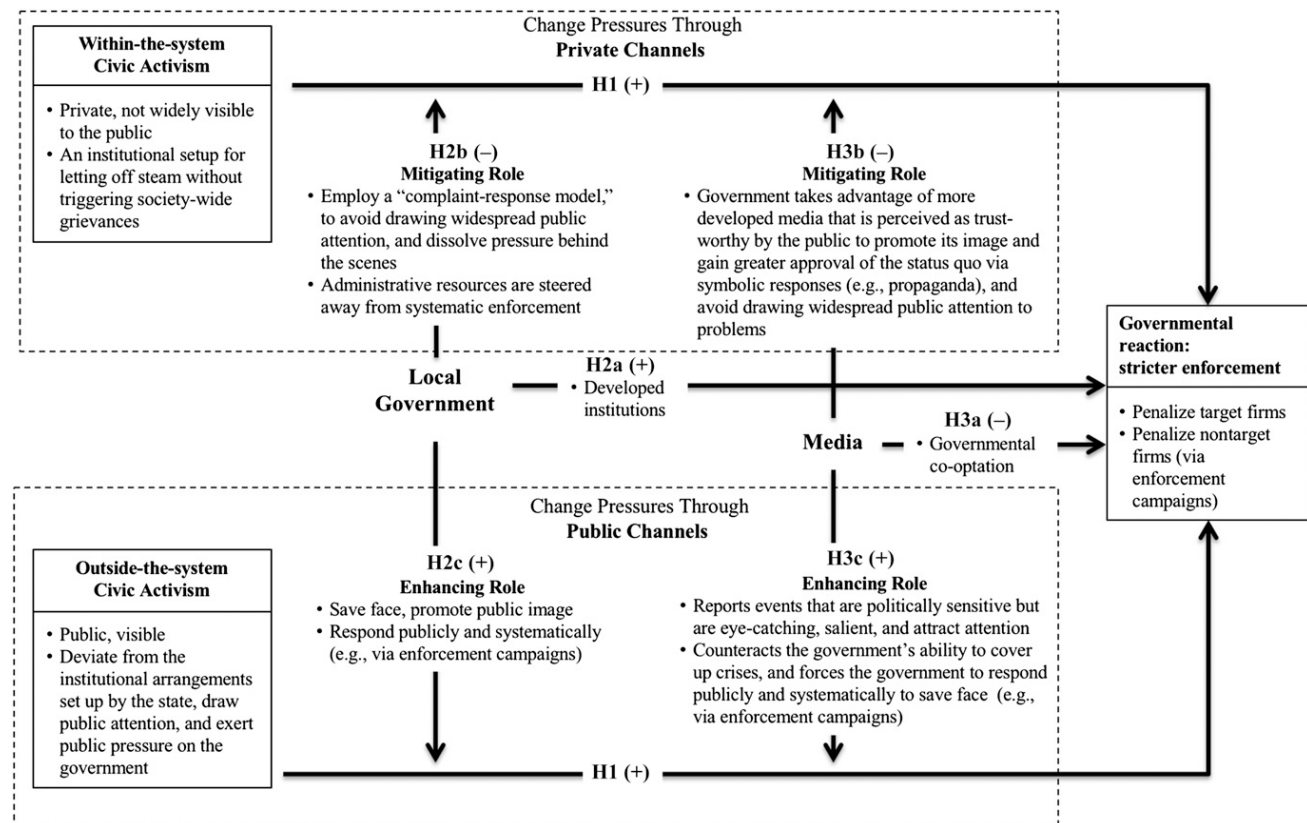 Change Pressures Through
Private Channels
Within-the-system
Civic Activism
• Private, not widely visible
to the public
• An institutional setup for
letting off steam without
triggering society-wide
grievances
H1 (+)
H2b (–)
Mitigating Role
• Employ a “complaint-response model,”
to avoid drawing widespread public
attention, and dissolve pressure behind
the scenes
• Administrative resources are steered
away from systematic enforcement
H3b (–)
Mitigating Role
• Government takes advantage of more
developed media that is perceived as trust-
worthy by the public to promote its image and
gain greater approval of the status quo via
symbolic responses (e.g., propaganda), and
avoid drawing widespread public attention to
problems
Local
Government
H2a (+)
• Developed
institutions
Media
H3a (–)
• Governmental
co-optation
Governmental
reaction:
stricter enforcement
• Penalize target firms
• Penalize nontarget
firms (via
enforcement
campaigns)
Change Pressures Through
Public Channels
Outside-the-system
Civic Activism
• Public, visible
• Deviate from the
institutional arrangements
set up by the state, draw
public attention, and exert
public pressure on the
government
H2c (+)
Enhancing Role
• Save face, promote public image
• Respond publicly and systematically
(e.g., via enforcement campaigns)
H3c (+)
Enhancing Role
• Reports events that are politically sensitive but
are eye-catching, salient, and attract attention
• Counteracts the government’s ability to cover
up crises, and forces the government to respond
publicly and systematically to save face (e.g.,
via enforcement campaigns)
H1 (+)